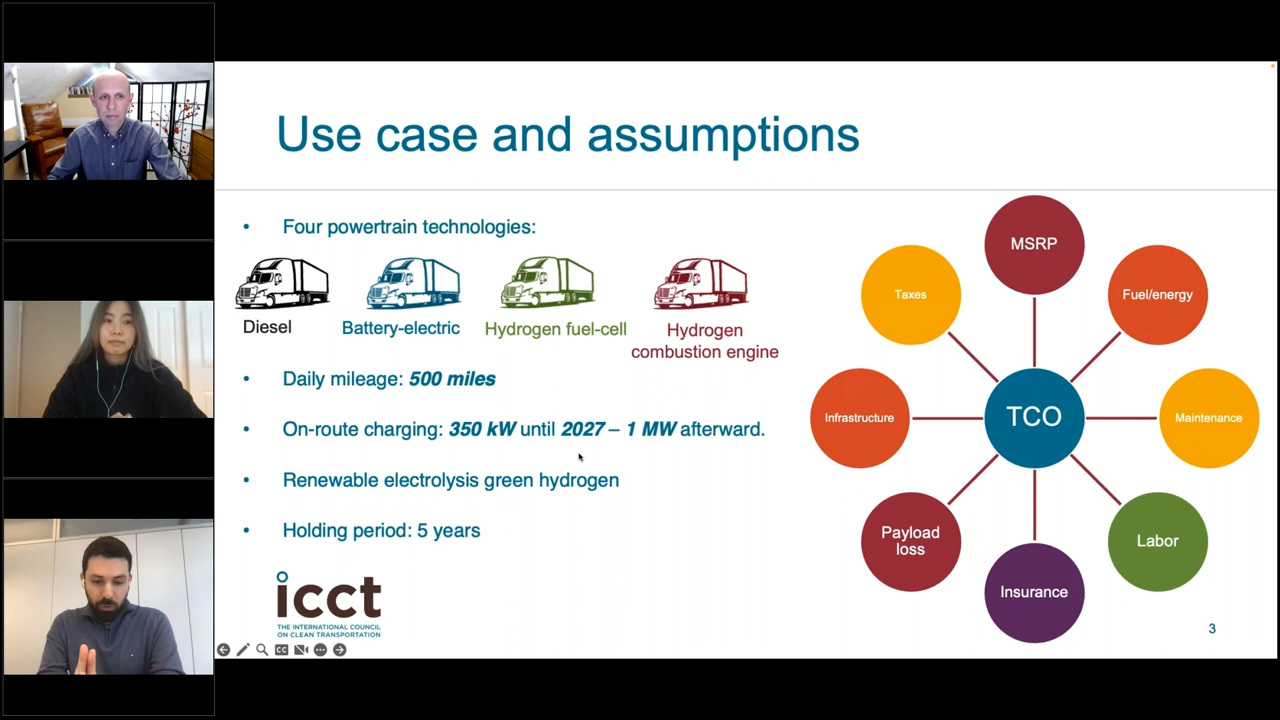 Use case and assumptions
• Four powertrain technologies:
Diesel
Battery-electric
Hydrogen fuel-cell
Hydrogen
combustion engine
• Daily mileage: 500 miles
• On-route charging: 350 kW until 2027 – 1 MW afterward.
• Renewable electrolysis green hydrogen
• Holding period: 5 years
icct
THE INTERNATIONAL COUNCIL
ON CLEAN TRANSPORTATION
CC
TCO
MSRP
Fuel/energy
Maintenance
Labor
Insurance
Payload
loss
Infrastructure
Taxes
3